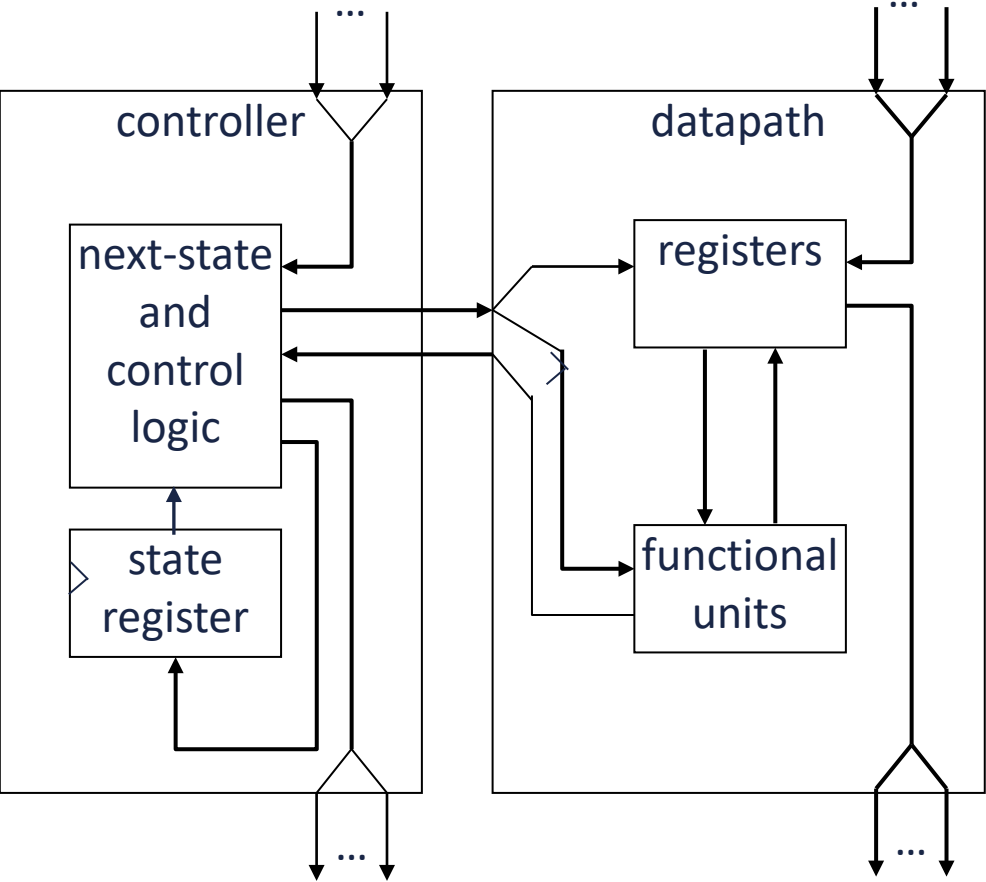 ...
...
controller
datapath
next-state
and
control
logic
registers
state
register
functional
units
...
...